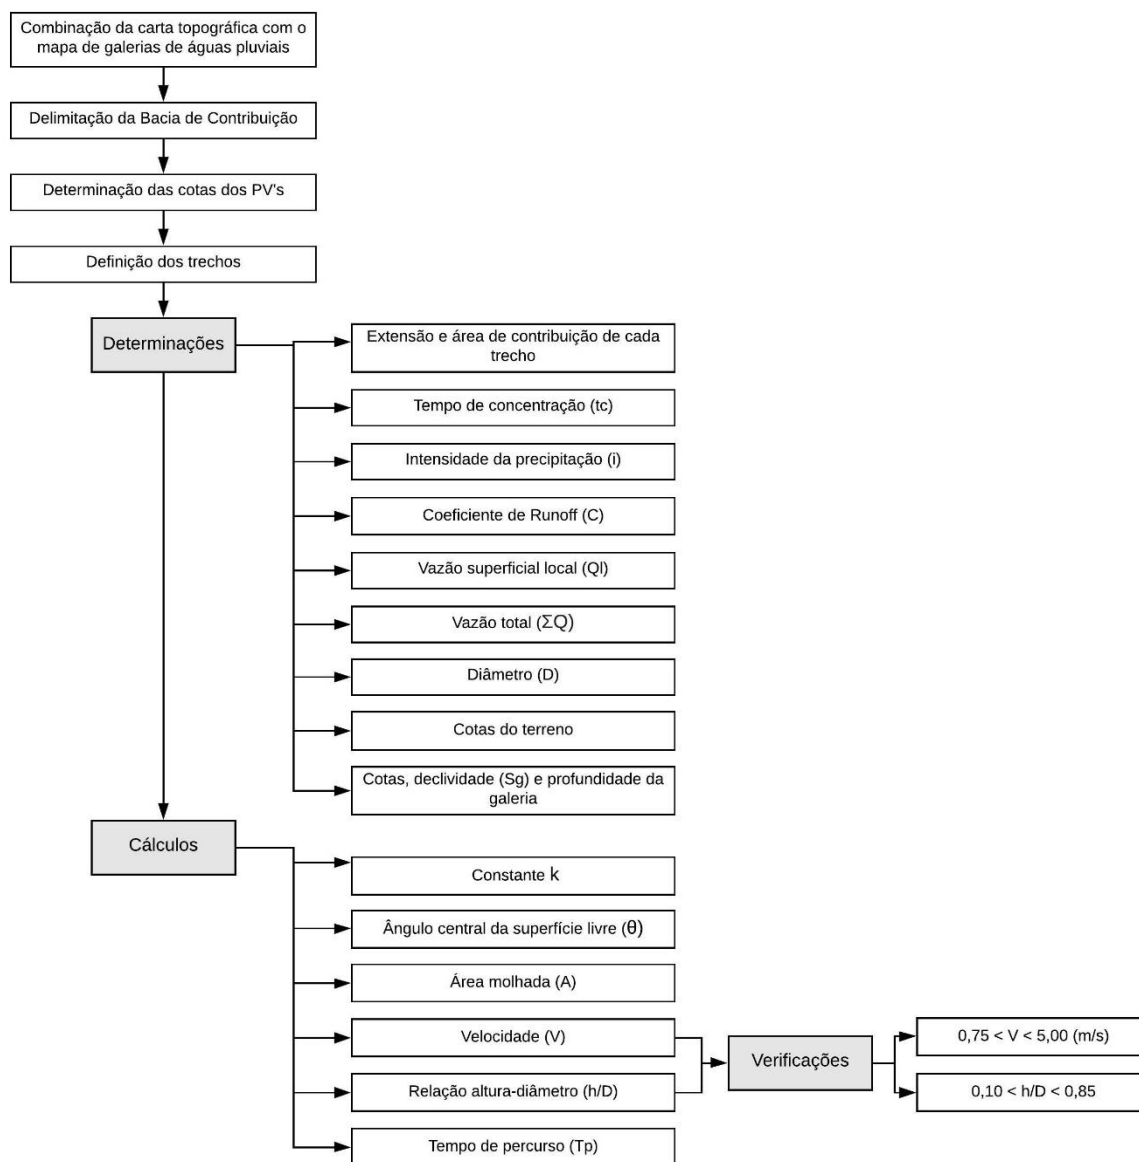 Combinação da carta topográfica com o
mapa de galerias de águas pluviais
Delimitação da Bacia de Contribuição
Determinação das cotas dos PV's
Definição dos trechos
Determinações
Extensão e área de contribuição de cada
trecho
Tempo de concentração (tc)
Intensidade da precipitação (i)
Coeficiente de Runoff (C)
Vazão superficial local (Ql)
Vazão total (ΣQ)
Diâmetro (D)
Cotas do terreno
Cotas, declividade (Sg) e profundidade da
galeria
Cálculos
Constante k
Ângulo central da superfície livre (θ)
Área molhada (A)
Velocidade (V)
Relação altura-diâmetro (h/D)
Tempo de percurso (Tp)
Verificações
0,75 < V < 5,00 (m/s)
0,10 < h/D < 0,85